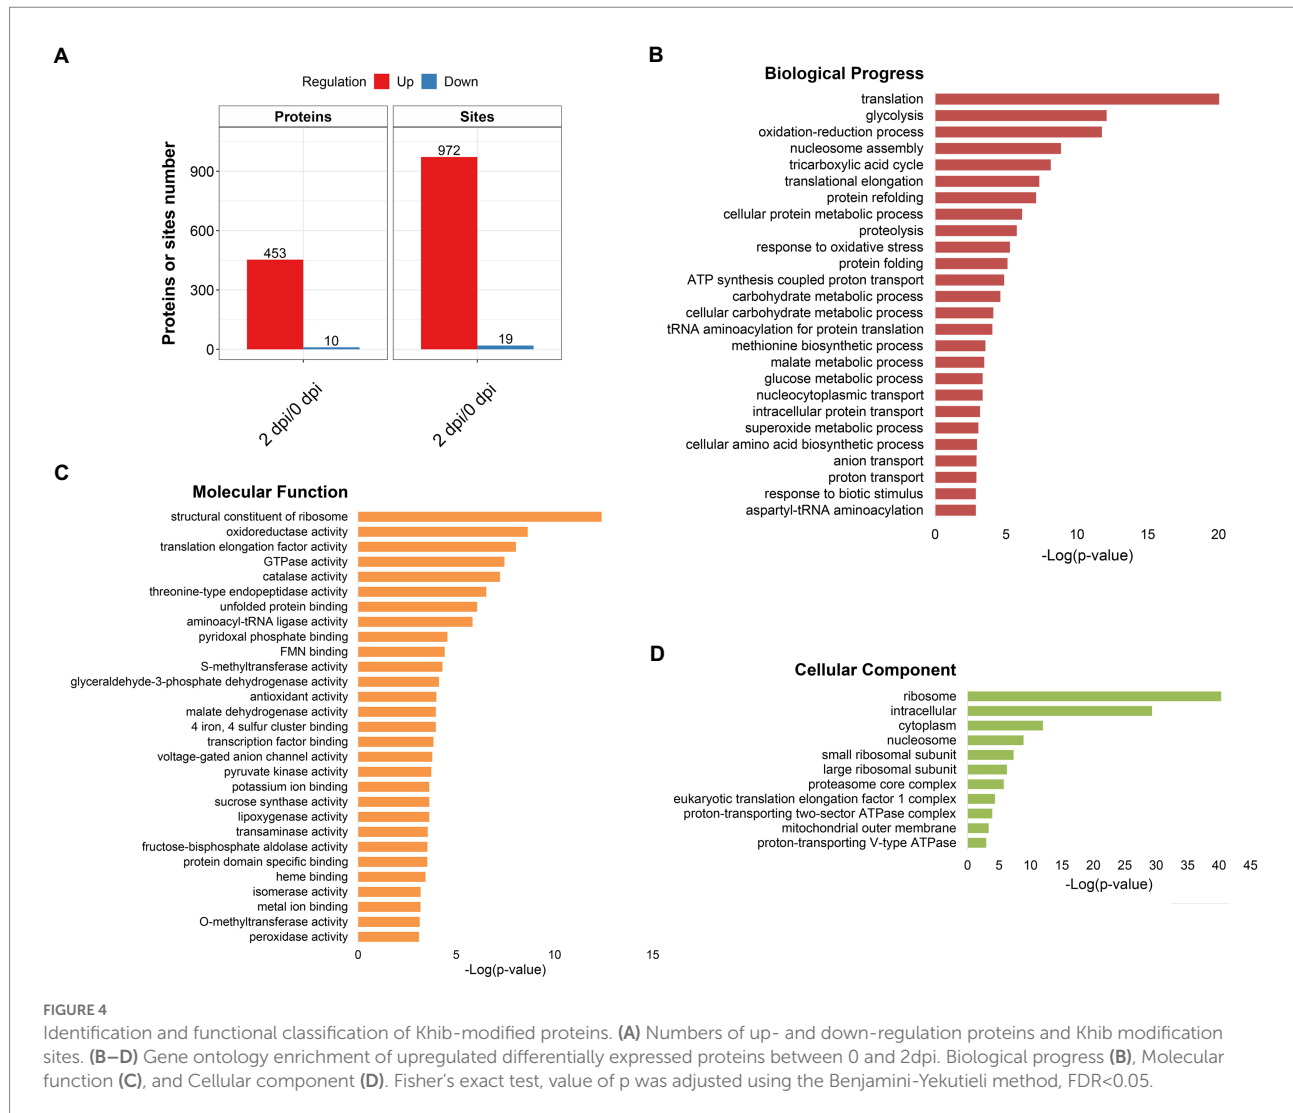 A
Regulation Up Down
Proteins Sites
Proteins or sites number
900
600
300
0
453
10
972
19
2 dpi/0 dpi
2 dpi/0 dpi
B
Biological Progress
translation
glycolysis
oxidation-reduction process
nucleosome assembly
tricarboxylic acid cycle
translational elongation
protein refolding
cellular protein metabolic process
proteolysis
response to oxidative stress
protein folding
ATP synthesis coupled proton transport
carbohydrate metabolic process
cellular carbohydrate metabolic process
tRNA aminoacylation for protein translation
methionine biosynthetic process
malate metabolic process
glucose metabolic process
nucleocytoplasmic transport
intracellular protein transport
superoxide metabolic process
cellular amino acid biosynthetic process
anion transport
proton transport
response to biotic stimulus
aspartyl-tRNA aminoacylation
0 5 10 15 20
-Log(p-value)
C
Molecular Function
structural constituent of ribosome
oxidoreductase activity
translation elongation factor activity
GTPase activity
catalase activity
threonine-type endopeptidase activity
unfolded protein binding
aminoacyl-tRNA ligase activity
pyridoxal phosphate binding
FMN binding
S-methyltransferase activity
glyceraldehyde-3-phosphate dehydrogenase activity
antioxidant activity
malate dehydrogenase activity
4 iron, 4 sulfur cluster binding
transcription factor binding
voltage-gated anion channel activity
pyruvate kinase activity
potassium ion binding
sucrose synthase activity
lipoxygenase activity
transaminase activity
fructose-bisphosphate aldolase activity
protein domain specific binding
heme binding
isomerase activity
metal ion binding
O-methyltransferase activity
peroxidase activity
0 5 10 15
-Log(p-value)
D
Cellular Component
ribosome
intracellular
cytoplasm
nucleosome
small ribosomal subunit
large ribosomal subunit
proteasome core complex
eukaryotic translation elongation factor 1 complex
proton-transporting two-sector ATPase complex
mitochondrial outer membrane
proton-transporting V-type ATPase
0 5 10 15 20 25 30 35 40 45
-Log(p-value)
FIGURE 4
Identification and functional classification of Khib-modified proteins. (A) Numbers of up- and down-regulation proteins and Khib modification
sites. (B–D) Gene ontology enrichment of upregulated differentially expressed proteins between 0 and 2dpi. Biological progress (B), Molecular
function (C), and Cellular component (D). Fisher's exact test, value of p was adjusted using the Benjamini-Yekutieli method, FDR<0.05.